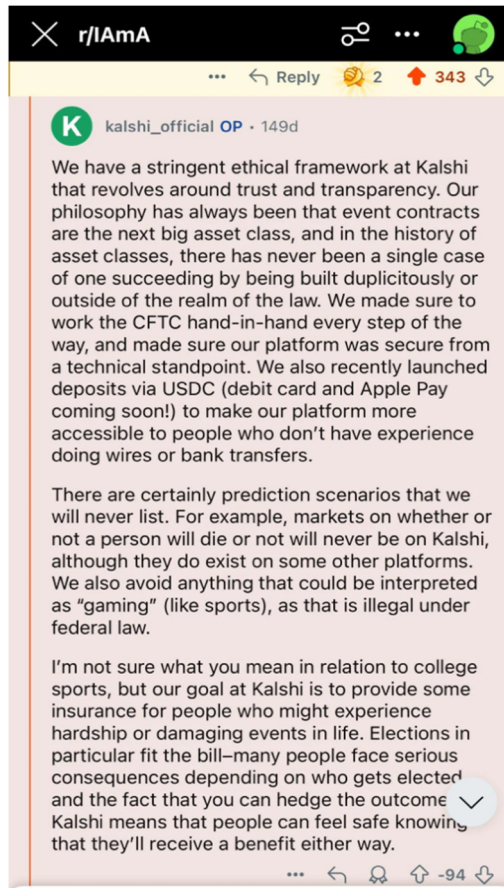 r/IAmA
Reply 2 343
K kalshi_official OP • 149d
We have a stringent ethical framework at Kalshi
that revolves around trust and transparency. Our
philosophy has always been that event contracts
are the next big asset class, and in the history of
asset classes, there has never been a single case
of one succeeding by being built duplicitously or
outside of the realm of the law. We made sure to
work the CFTC hand-in-hand every step of the
way, and made sure our platform was secure from
a technical standpoint. We also recently launched
deposits via USDC (debit card and Apple Pay
coming soon!) to make our platform more
accessible to people who don't have experience
doing wires or bank transfers.
There are certainly prediction scenarios that we
will never list. For example, markets on whether or
not a person will die or not will never be on Kalshi,
although they do exist on some other platforms.
We also avoid anything that could be interpreted
as “gaming” (like sports), as that is illegal under
federal law.
I'm not sure what you mean in relation to college
sports, but our goal at Kalshi is to provide some
insurance for people who might experience
hardship or damaging events in life. Elections in
particular fit the bill–many people face serious
consequences depending on who gets elected
and the fact that you can hedge the outcome
Kalshi means that people can feel safe knowing
that they'll receive a benefit either way.
-94